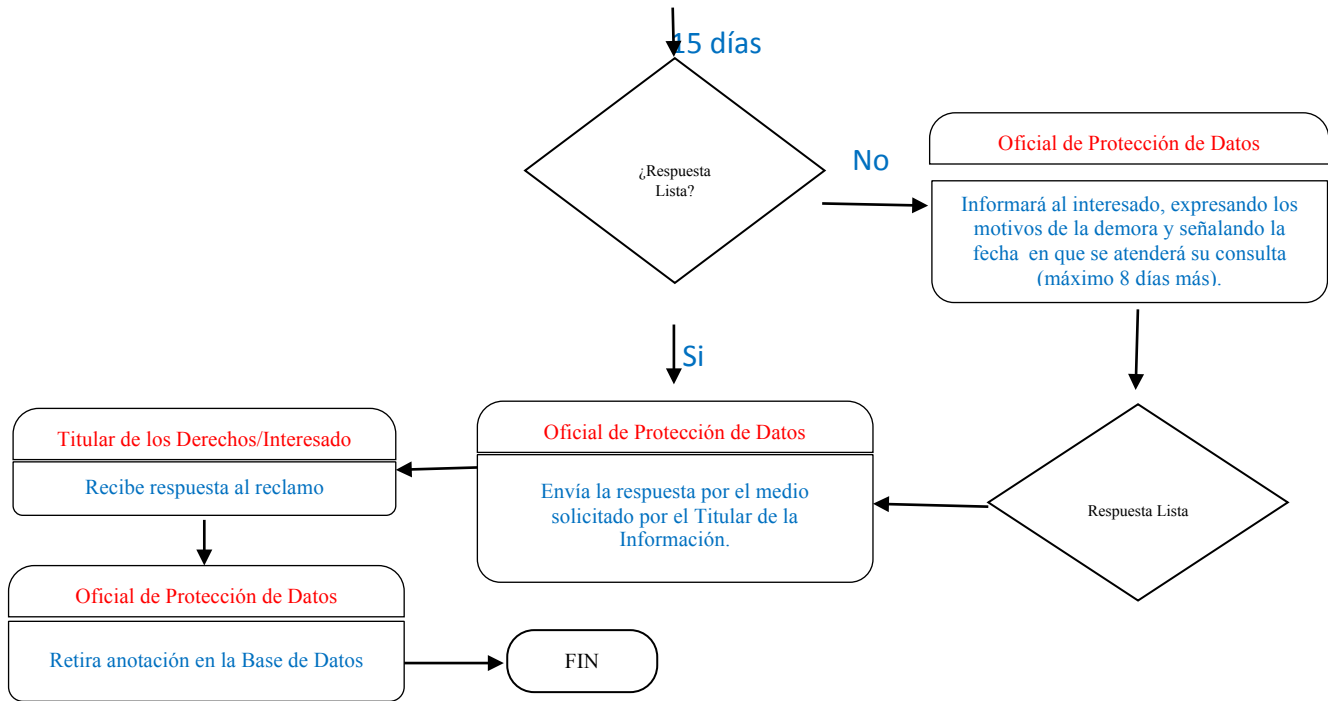 15 días
¿Respuesta
Lista?
No
Oficial de Protección de Datos
Informará al interesado, expresando los
motivos de la demora y señalando la
fecha en que se atenderá su consulta
(máximo 8 días más).
Si
Titular de los Derechos/Interesado
Recibe respuesta al reclamo
Oficial de Protección de Datos
Envía la respuesta por el medio
solicitado por el Titular de la
Información.
Respuesta Lista
Oficial de Protección de Datos
Retira anotación en la Base de Datos
FIN